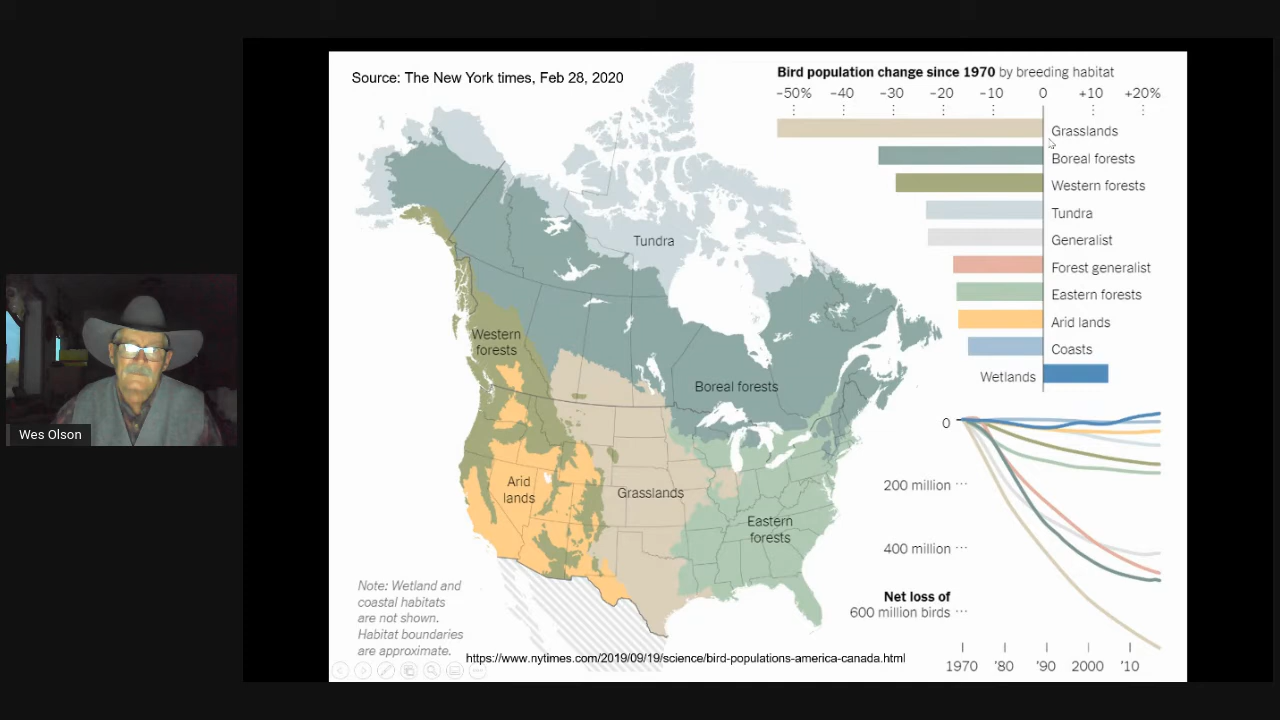 Source: The New York times, Feb 28, 2020
Bird population change since 1970 by breeding habitat
−50% −40 −30 −20 −10 0 +10 +20%
Grasslands
Boreal forests
Western forests
Tundra
Generalist
Forest generalist
Eastern forests
Arid lands
Coasts
Wetlands
Tundra
Western
forests
Boreal forests
Arid
lands
Grasslands
Eastern
forests
0
200 million
400 million
Net loss of
600 million birds
1970 '80 '90 2000 '10
Note: Wetland and
coastal habitats
are not shown.
Habitat boundaries
are approximate.
https://www.nytimes.com/2019/09/19/science/bird-populations-america-canada.html
Wes Olson